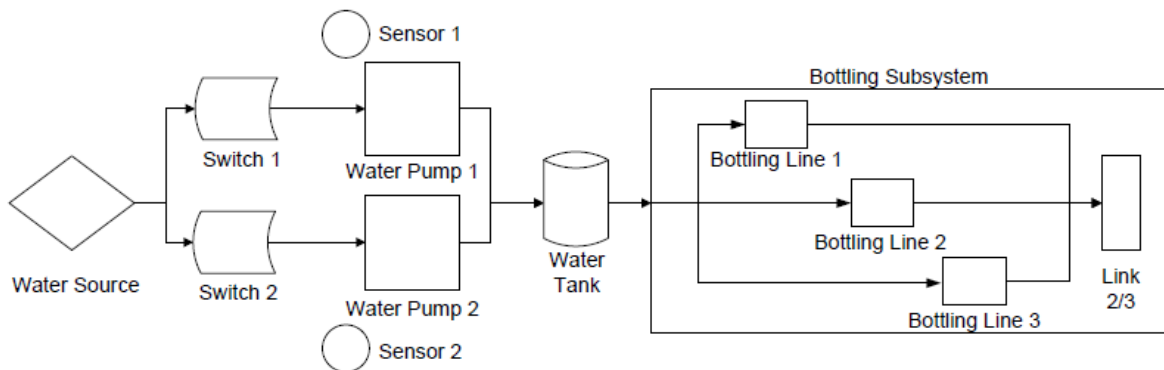 Sensor 1
Bottling Subsystem
Switch 1
Water Pump 1
Bottling Line 1
Water Source
Switch 2
Water Pump 2
Water
Tank
Bottling Line 2
Bottling Line 3
Link
2/3
Sensor 2